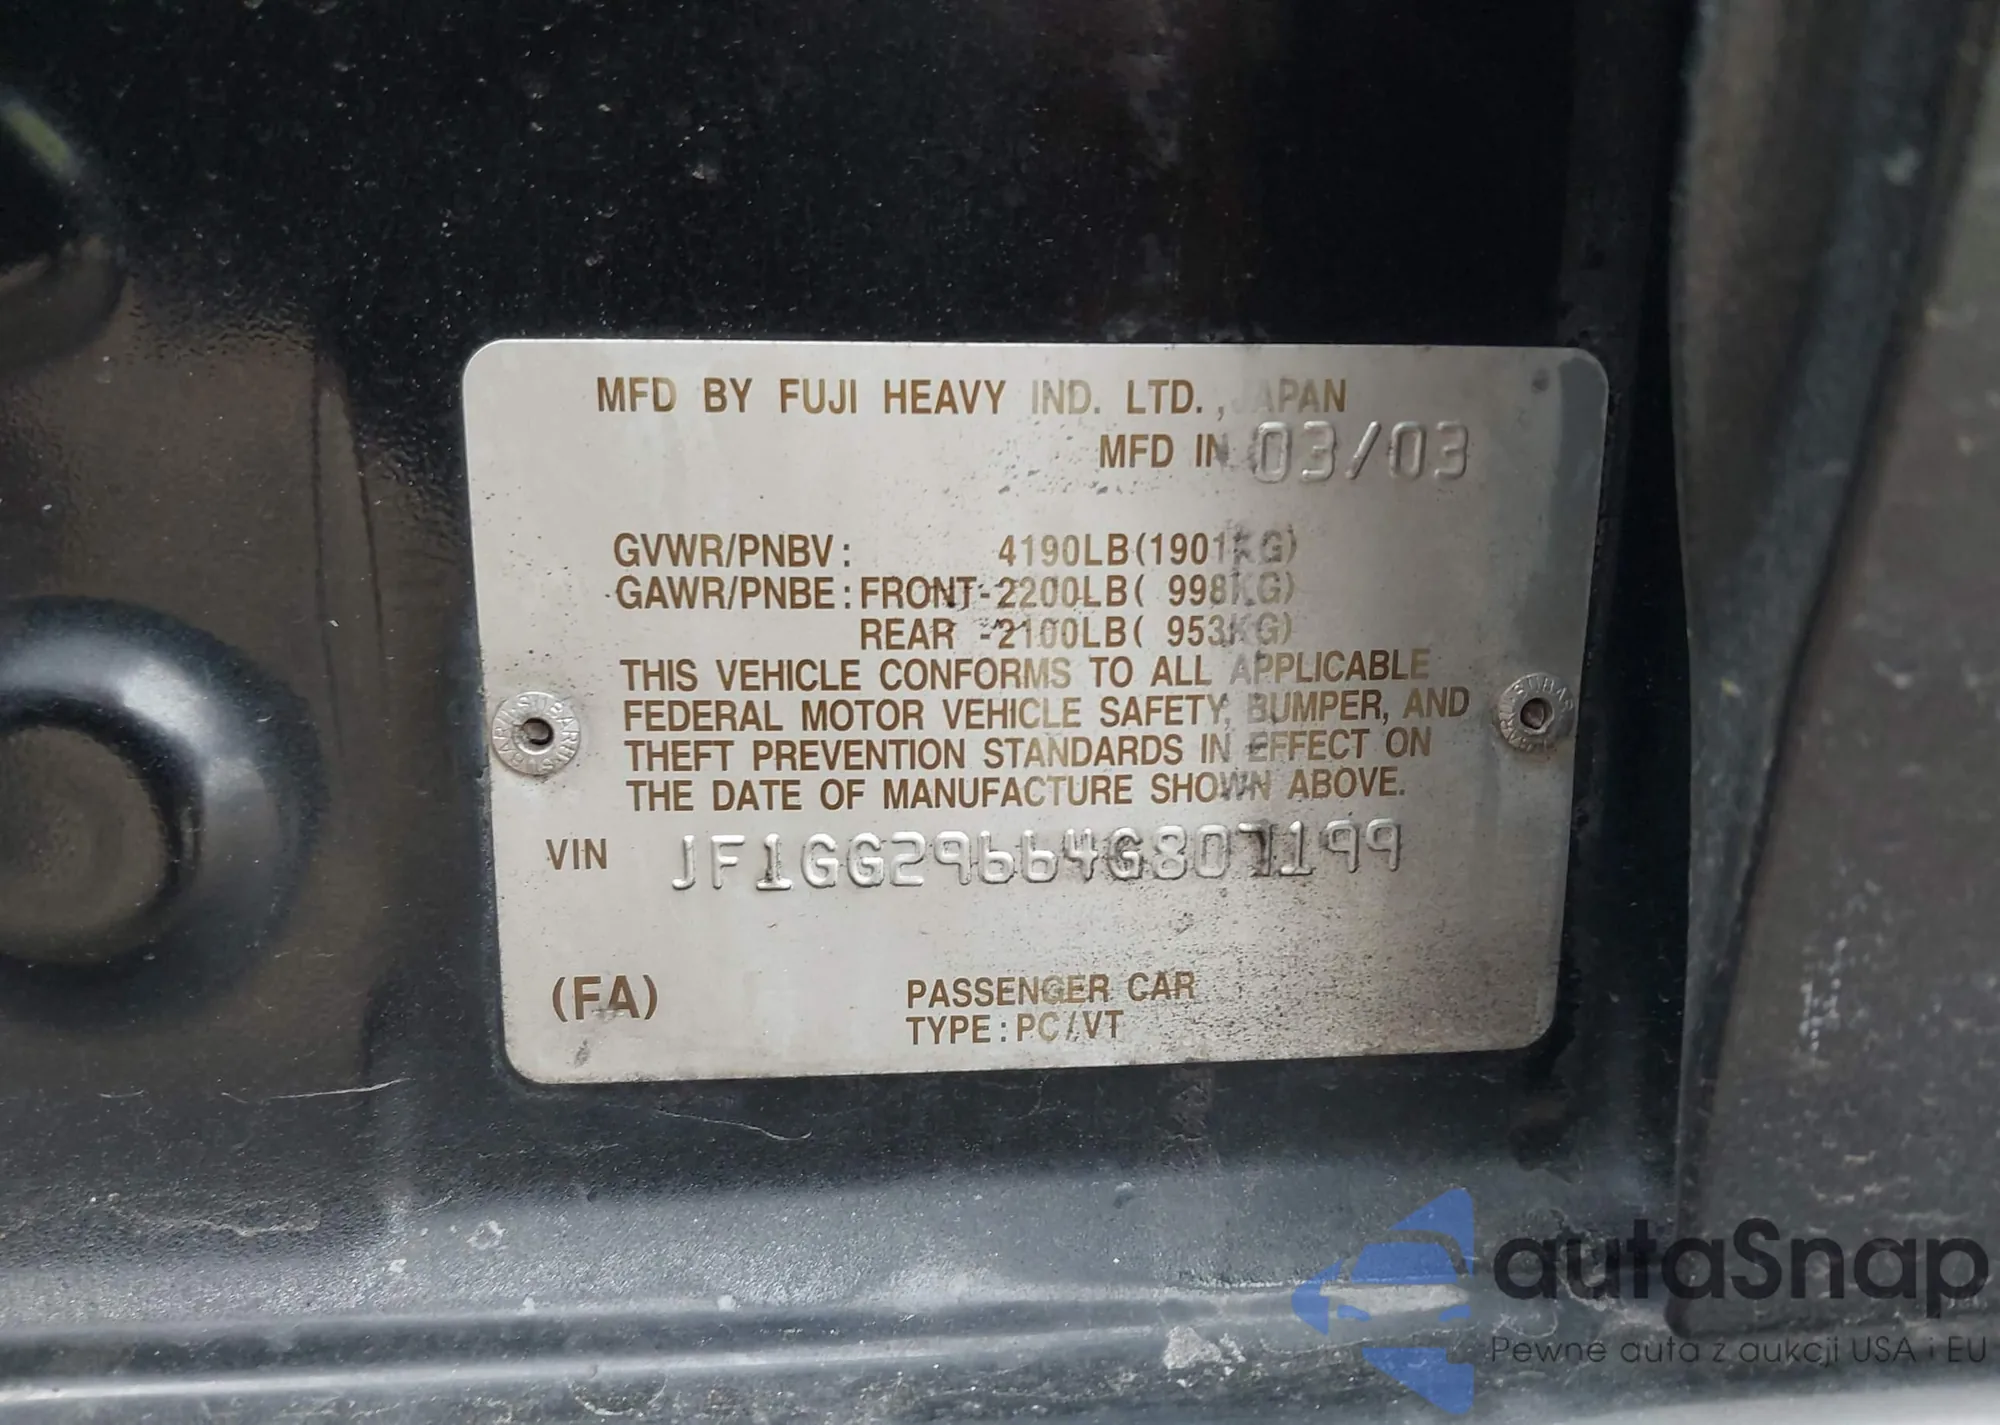 MFD BY FUJI HEAVY IND. LTD., JAPAN
MFD IN 03/03
GVWR/PNBV: 4190LB(1901KG)
GAWR/PNBE: FRONT-2200LB( 998KG)
REAR -2100LB( 953KG)
THIS VEHICLE CONFORMS TO ALL APPLICABLE
FEDERAL MOTOR VEHICLE SAFETY, BUMPER, AND
THEFT PREVENTION STANDARDS IN EFFECT ON
THE DATE OF MANUFACTURE SHOWN ABOVE.
VIN JF1GG29664G807199
(FA)
PASSENGER CAR
TYPE: PC/VT
autaSnap
Pewne auta z aukcji USA i EU